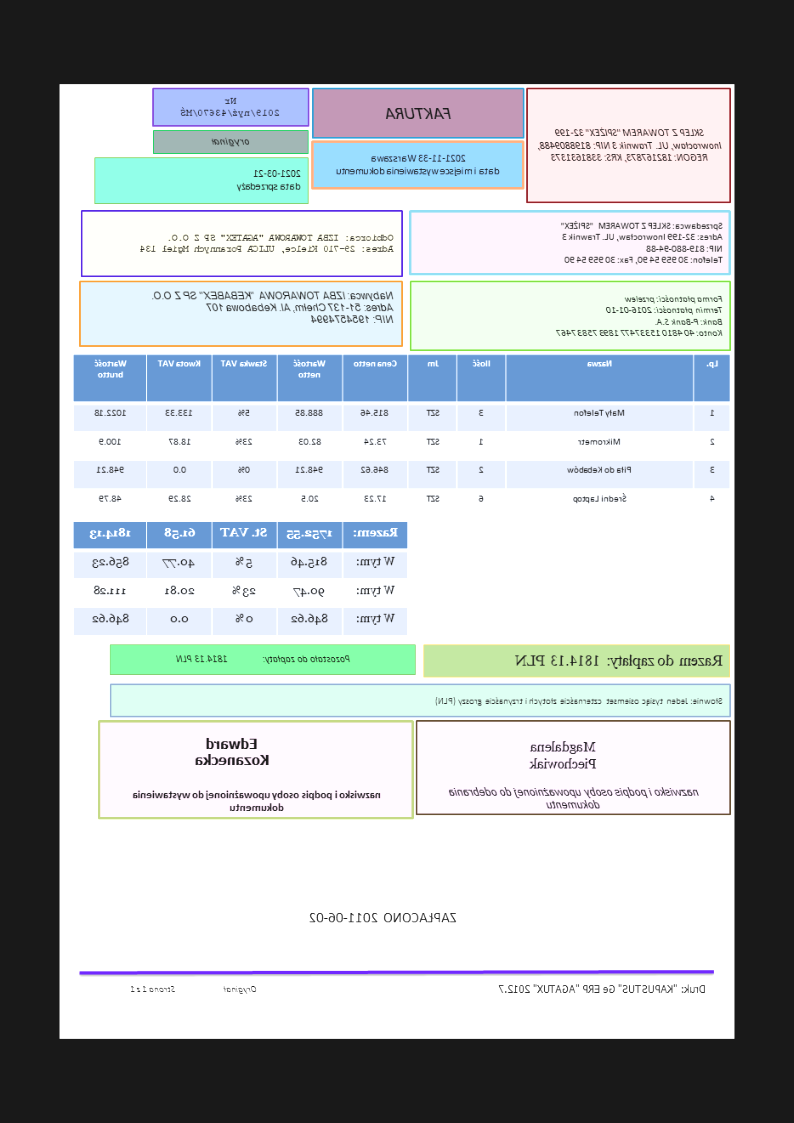 SKLEP Z TOWAREM "SPIŻEK" 32-199
Inowrocław, UL. Trawnik 3 NIP: 8198809488,
REGON: 182167873, KRS: 3381631373
FAKTURA
2021-11-33 Warszawa
data i miejsce wystawienia dokumentu
Nr
2019/nyż/43670/MŚ
oryginał
2021-03-21
data sprzedaży
Sprzedawca: SKLEP Z TOWAREM "SPIŻEK"
Adres: 32-199 Inowrocław, UL. Trawnik 3
NIP: 819-880-94-88
Telefon: 30 959 54 90, Fax: 30 959 54 90
Odbiorca: IZBA TOWAROWA "AGATEX" SP Z O.O.
Adres: 29-710 Kielce, ULICA Porannych Mgieł 134
Forma płatności: przelew
Termin płatności: 2016-01-10
Bank: P-Bank S.A.
Konto: 40 4810 1533 7477 1898 7583 7467
Nabywca: IZBA TOWAROWA "KEBABEX" SP Z O.O.
Adres: 51-137 Chełm, Al. Kebabowa 107
NIP: 1954574994
Lp. Nazwa Ilość Jm Cena netto Wartość netto Stawka VAT Kwota VAT Wartość brutto
1 Mały Telefon 3 SZT 815.46 888.85 5% 133.33 1022.18
2 Mikrometr 1 SZT 73.24 82.03 23% 18.87 100.9
3 Piła do Kebabów 2 SZT 846.62 948.21 0% 0.0 948.21
4 Średni Laptop 6 SZT 17.23 20.5 23% 28.29 48.79
Razem: 1752.55 St. VAT 61.58 1814.13
W tym: 815.46 5% 40.77 856.23
W tym: 90.47 23% 20.81 111.28
W tym: 846.62 0% 0.0 846.62
Razem do zapłaty: 1814.13 PLN
Pozostało do zapłaty: 1814.13 PLN
Słownie: Jeden tysiąc osiemset czternaście złotych i trzynaście groszy (PLN)
Magdalena
Piechowiak
nazwisko i podpis osoby upoważnionej do odebrania
dokumentu
Edward
Kozanecka
nazwisko i podpis osoby upoważnionej do wystawienia
dokumentu
ZAPŁACONO 2011-06-02
Druk: "KAPUSTUS" Ge ERP "AGATUX" 2012.7
Oryginał
Strona 1 z 1